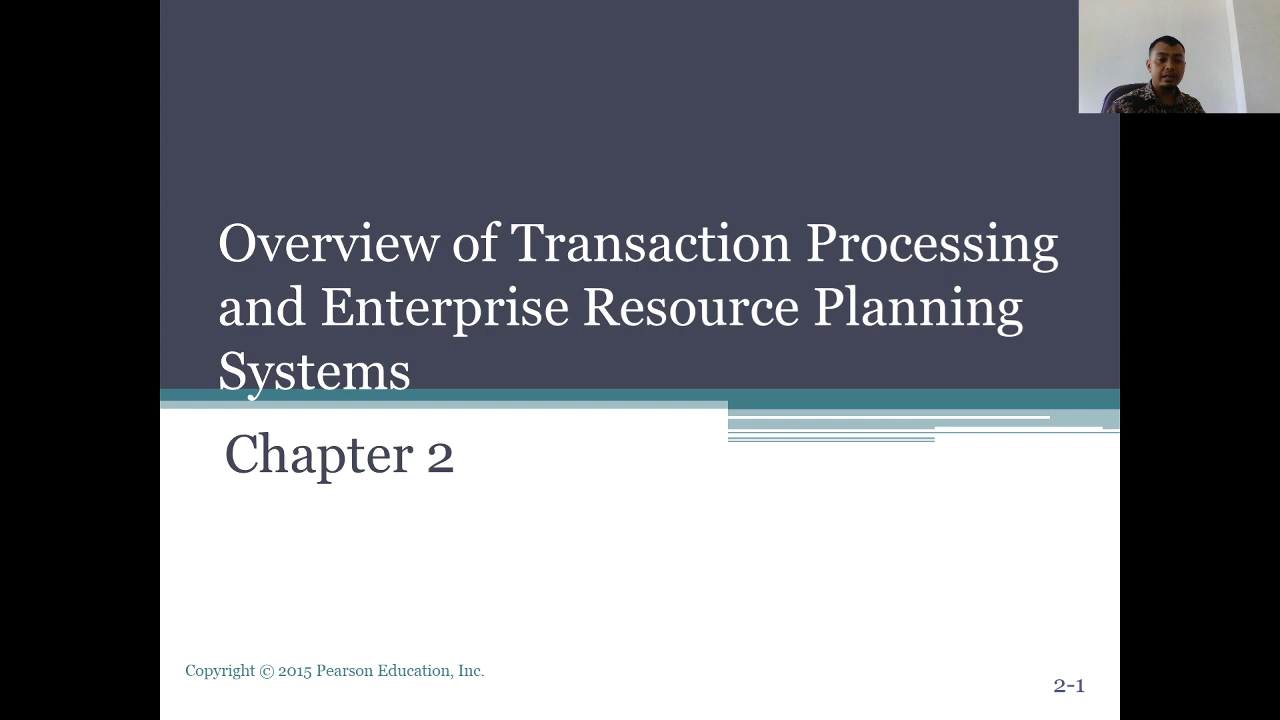 Overview of Transaction Processing
and Enterprise Resource Planning
Systems
Chapter 2
Copyright © 2015 Pearson Education, Inc.
2-1